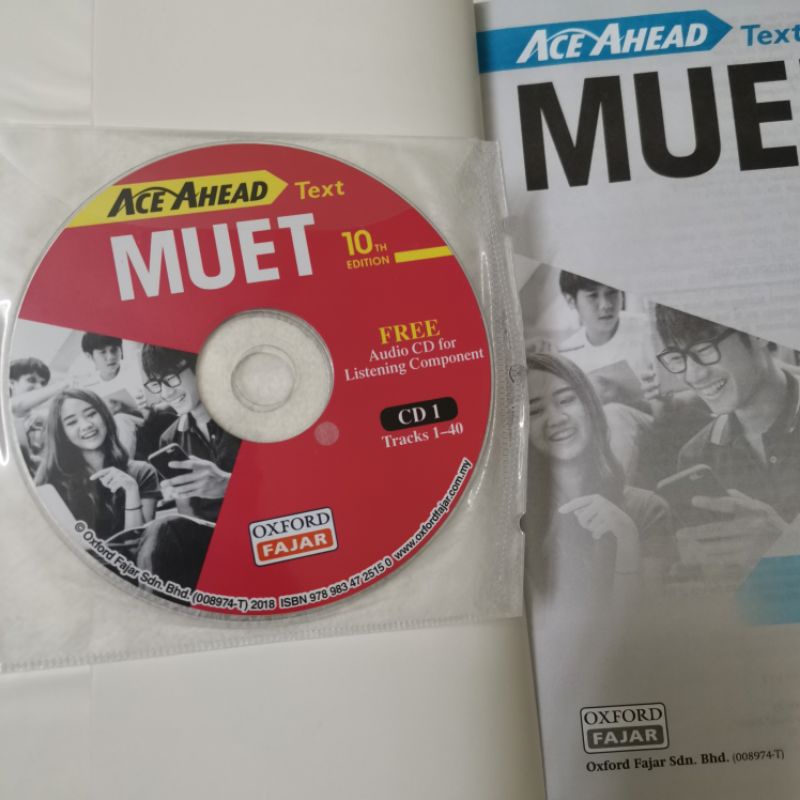 ACE AHEAD Text
MUET 10TH EDITION
FREE
Audio CD for
Listening Component
CD 1
Tracks 1–40
OXFORD
FAJAR
© Oxford Fajar Sdn. Bhd. (008974-T) 2018 ISBN 978 983 47 2515 0 www.oxfordfajar.com.my
ACE AHEAD Text
MUE
OXFORD
FAJAR
Oxford Fajar Sdn. Bhd. (008974-T)